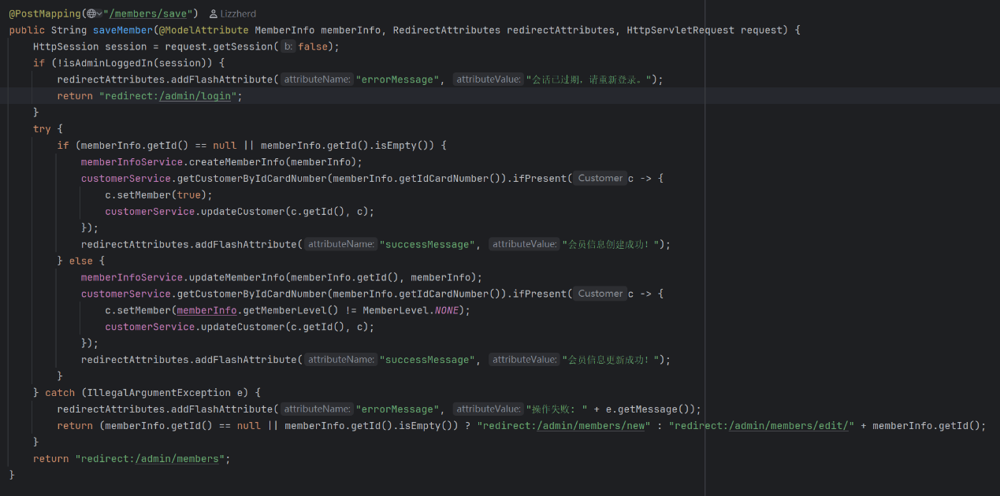 @PostMapping("/members/save") Lizzherd
public String saveMember(@ModelAttribute MemberInfo memberInfo, RedirectAttributes redirectAttributes, HttpServletRequest request) {
HttpSession session = request.getSession( b: false);
if (!isAdminLoggedIn(session)) {
redirectAttributes.addFlashAttribute( attributeName: "errorMessage", attributeValue: "会话已过期，请重新登录。");
return "redirect:/admin/login";
}
try {
if (memberInfo.getId() == null || memberInfo.getId().isEmpty()) {
memberInfoService.createMemberInfo(memberInfo);
customerService.getCustomerByIdCardNumber(memberInfo.getIdCardNumber()).ifPresent( Customer c -> {
c.setMember(true);
customerService.updateCustomer(c.getId(), c);
});
redirectAttributes.addFlashAttribute( attributeName: "successMessage", attributeValue: "会员信息创建成功！");
} else {
memberInfoService.updateMemberInfo(memberInfo.getId(), memberInfo);
customerService.getCustomerByIdCardNumber(memberInfo.getIdCardNumber()).ifPresent( Customer c -> {
c.setMember(memberInfo.getMemberLevel() != MemberLevel.NONE);
customerService.updateCustomer(c.getId(), c);
});
redirectAttributes.addFlashAttribute( attributeName: "successMessage", attributeValue: "会员信息更新成功！");
}
} catch (IllegalArgumentException e) {
redirectAttributes.addFlashAttribute( attributeName: "errorMessage", attributeValue: "操作失败: " + e.getMessage());
return (memberInfo.getId() == null || memberInfo.getId().isEmpty()) ? "redirect:/admin/members/new" : "redirect:/admin/members/edit/" + memberInfo.getId();
}
return "redirect:/admin/members";
}